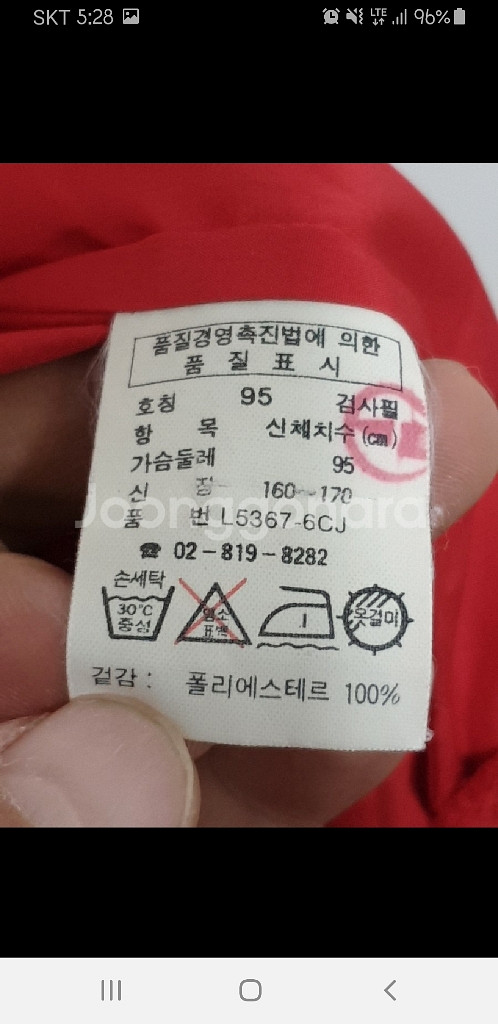 SKT 5:28
LTE
96%
품질경영촉진법에 의한
품 질 표 시
호칭 95 검사필
항 목 신체치수(㎝)
가슴둘레 95
신 장 160~170
Joonggonara
품 번 L5367-6CJ
☎ 02-819-8282
손세탁
30℃
중성
염소
표백
옷걸이
겉감 : 폴리에스테르 100%